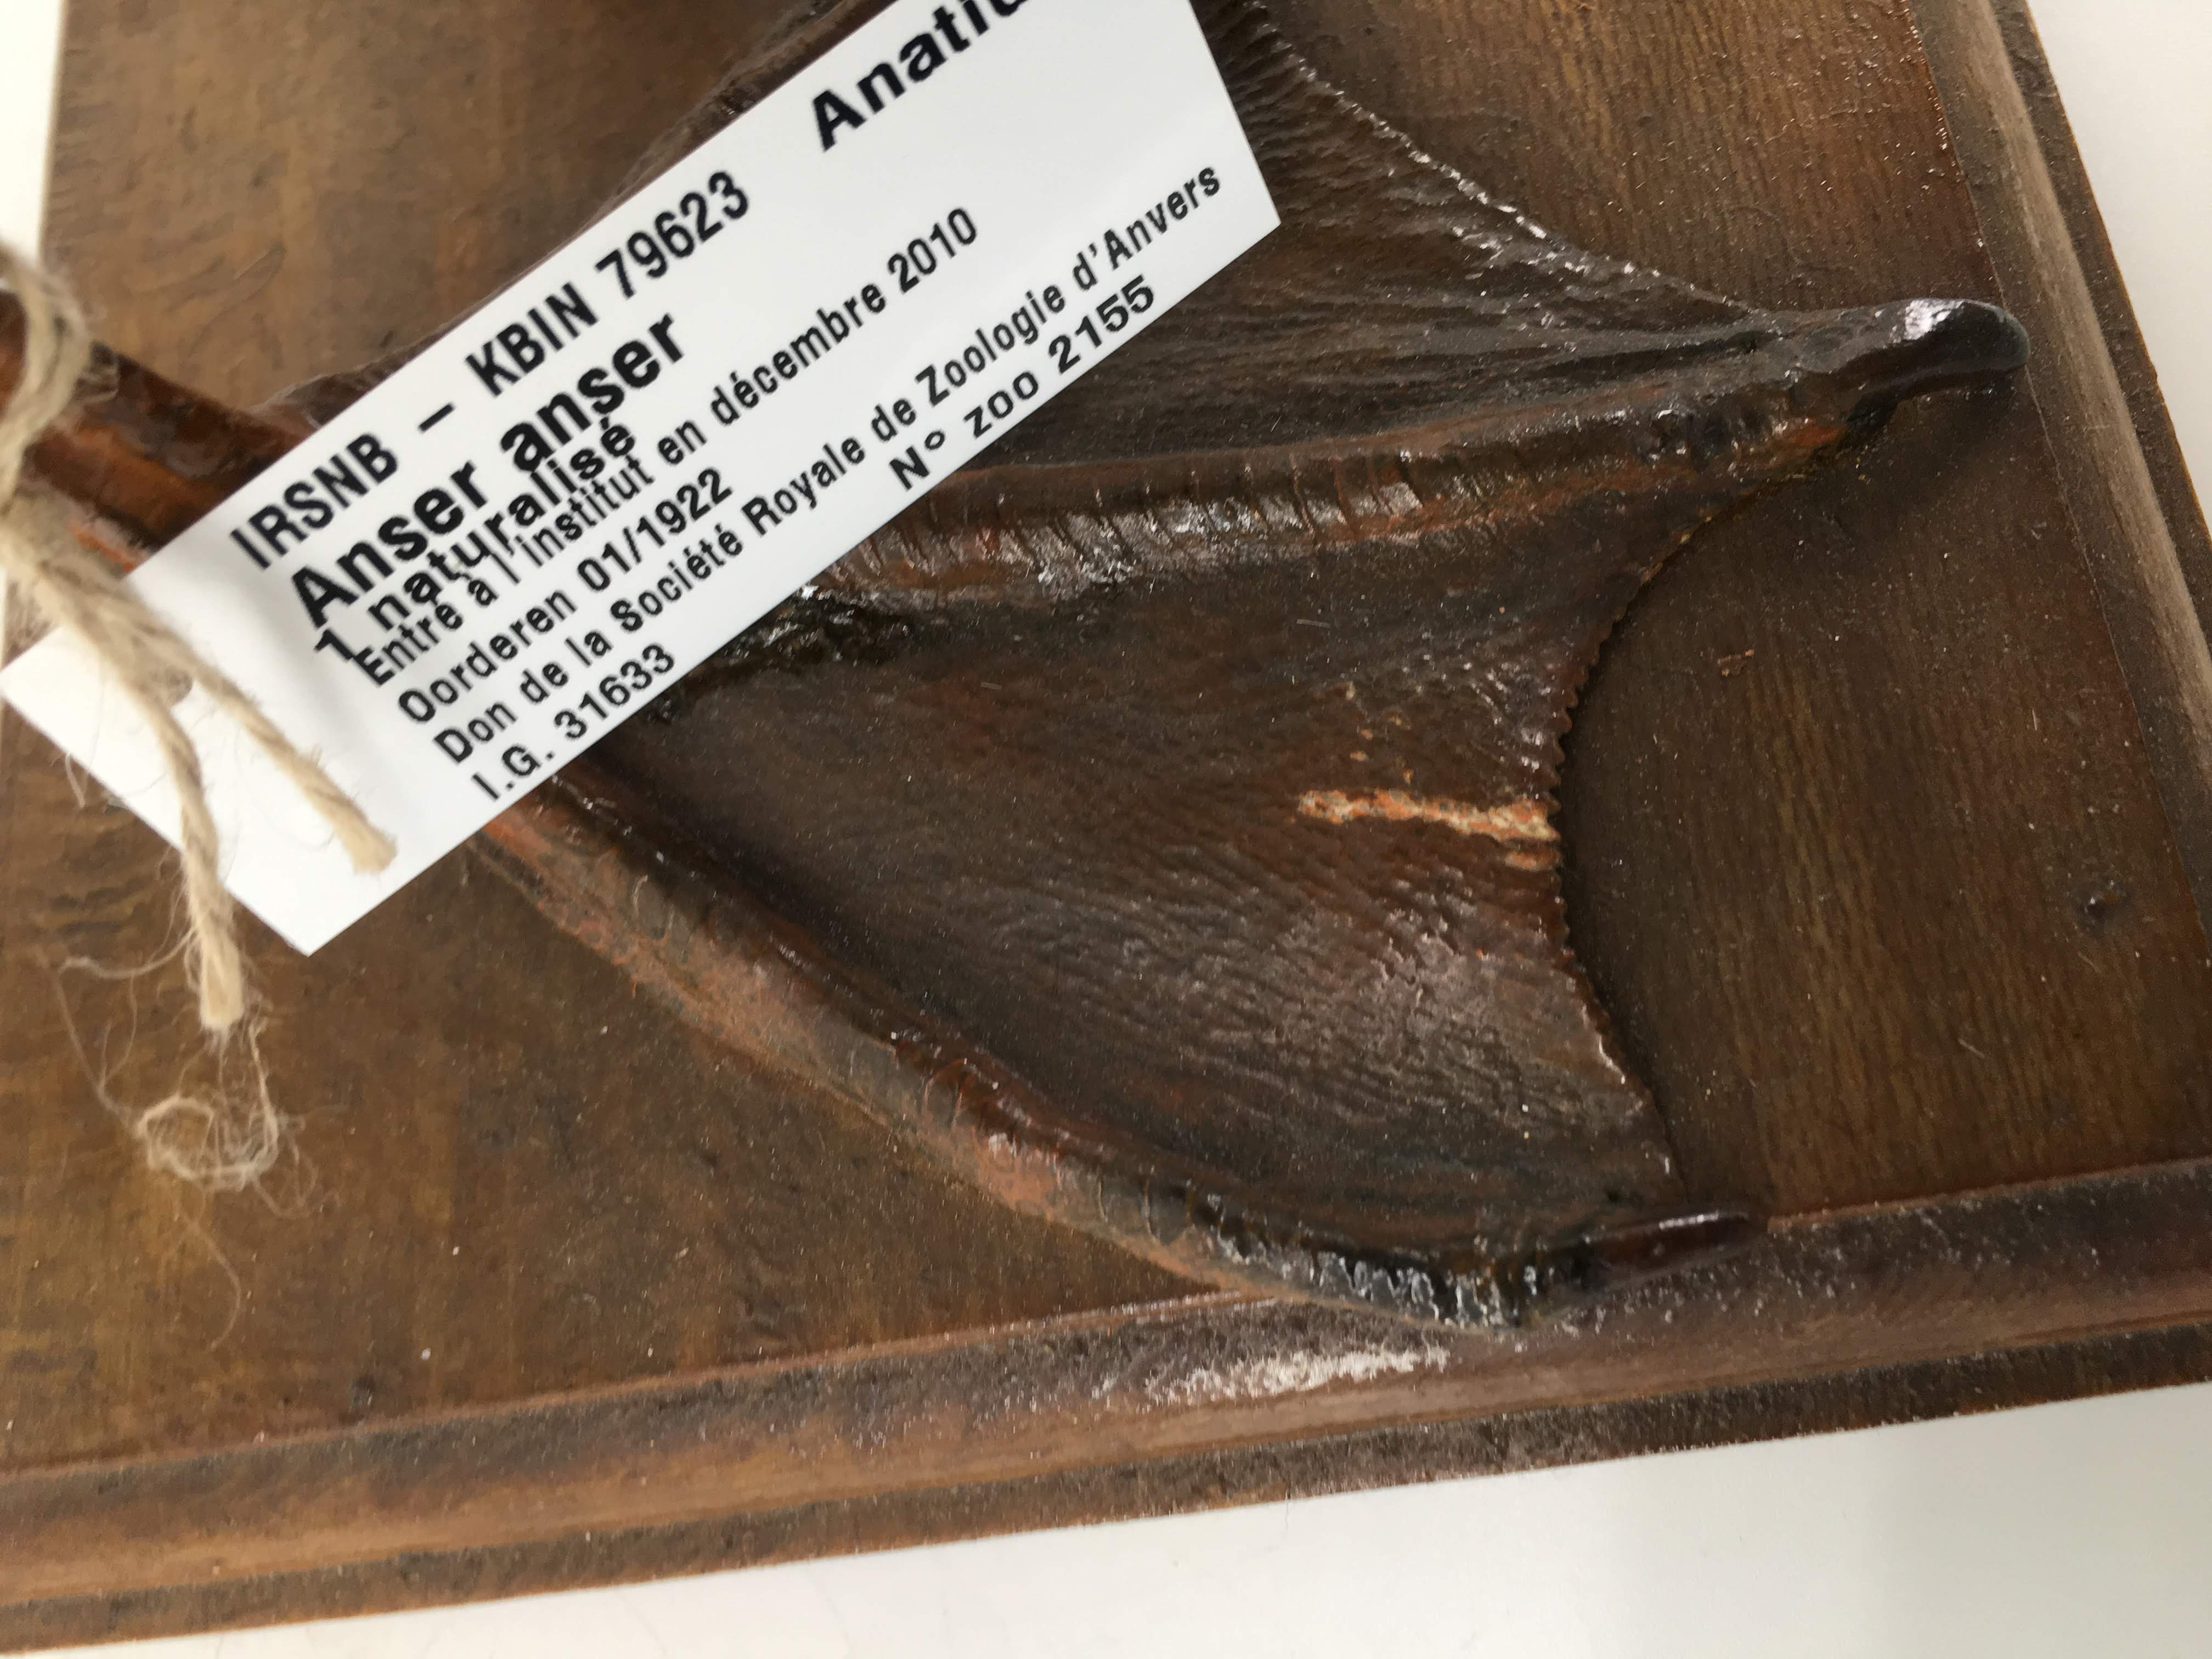 IRSNB – KBIN 79623
Anser anser
1 naturalisé
Entré à l'institut en décembre 2010
Oorderen 01/1922
Don de la Société Royale de Zoologie d'Anvers
I.G. 31633 N° zoo 2155